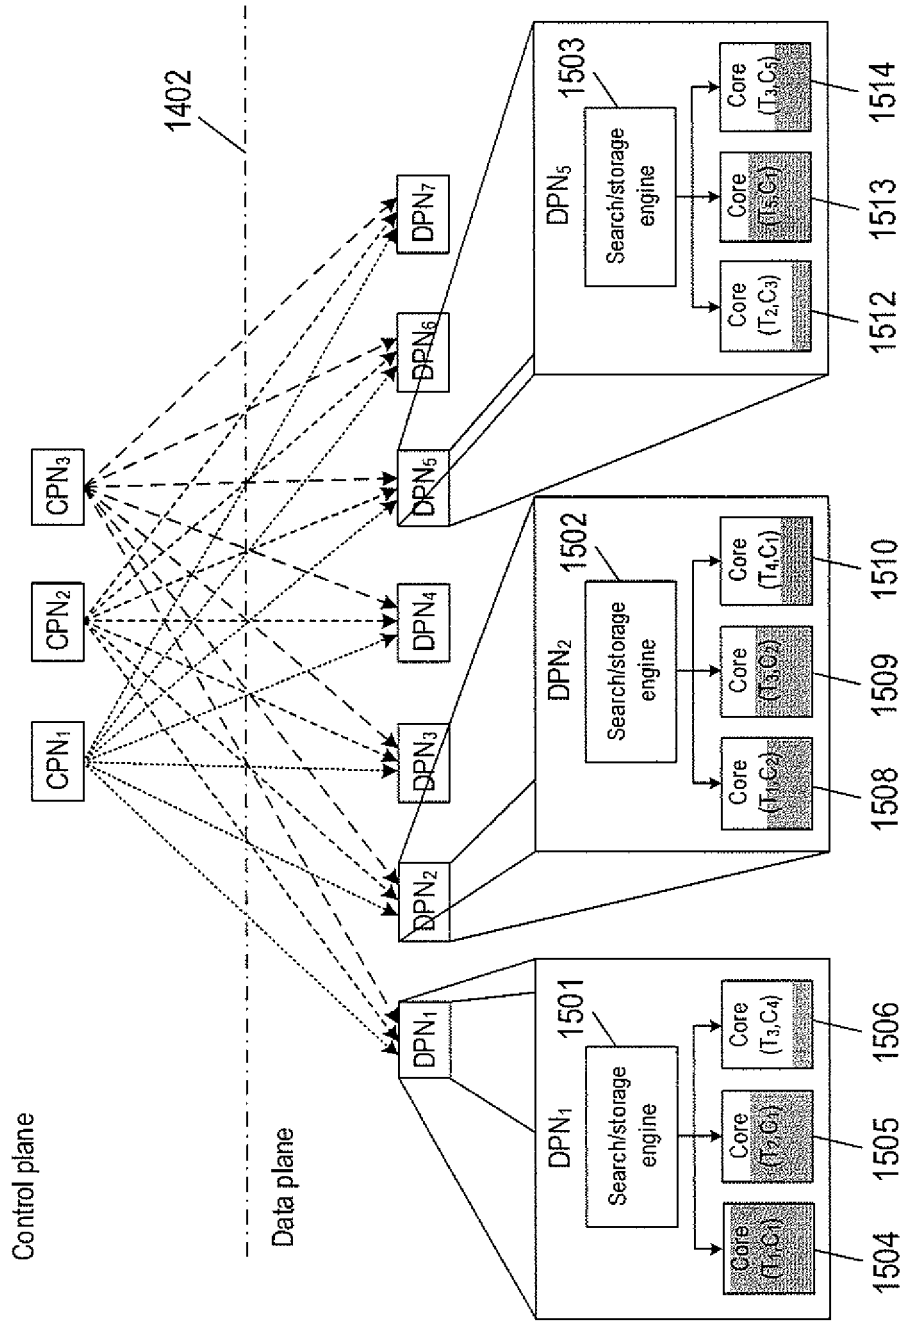 Control plane
CPN1
CPN2
CPN3
1402
Data plane
DPN1
DPN2
DPN3
DPN4
DPN5
DPN6
DPN7
DPN1
1501
Search/storage
engine
Core
(T1,C1)
Core
(T2,C1)
Core
(T3,C4)
1504
1505
1506
DPN2
1502
Search/storage
engine
Core
(T1,C2)
Core
(T3,C2)
Core
(T4,C1)
1508
1509
1510
DPN5
1503
Search/storage
engine
Core
(T2,C3)
Core
(T5,C1)
Core
(T3,C5)
1512
1513
1514